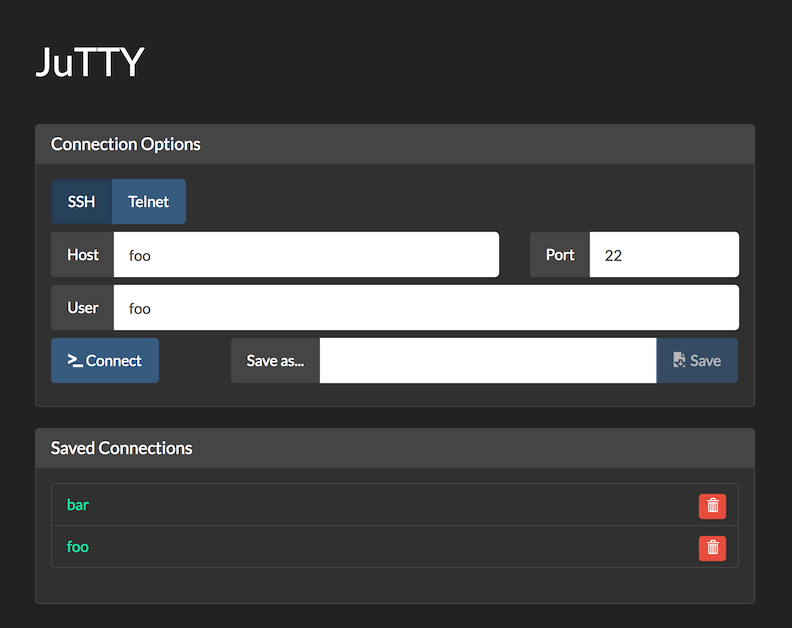 JuTTY
Connection Options
SSH Telnet
Host foo Port 22
User foo
Connect Save as... Save
Saved Connections
bar
foo